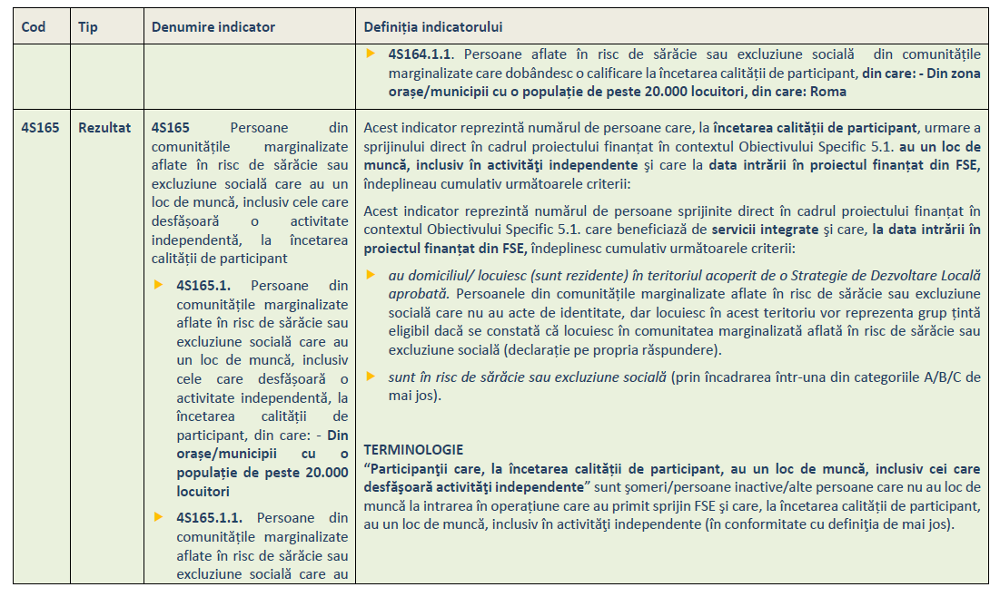 Cod Tip Denumire indicator Definiția indicatorului
4S164.1.1. Persoane aflate în risc de sărăcie sau excluziune socială din comunitățile
marginalizate care dobândesc o calificare la încetarea calității de participant, din care: - Din zona
orașe/municipii cu o populație de peste 20.000 locuitori, din care: Roma
4S165 Rezultat
4S165 Persoane din
comunitățile marginalizate
aflate în risc de sărăcie sau
excluziune socială care au un
loc de muncă, inclusiv cele care
desfășoară o activitate
independentă, la încetarea
calității de participant
4S165.1. Persoane din
comunitățile marginalizate
aflate în risc de sărăcie sau
excluziune socială care au
un loc de muncă, inclusiv
cele care desfășoară o
activitate independentă, la
încetarea calității de
participant, din care: - Din
orașe/municipii cu o
populație de peste 20.000
locuitori
4S165.1.1. Persoane din
comunitățile marginalizate
aflate în risc de sărăcie sau
excluziune socială care au
Acest indicator reprezintă numărul de persoane care, la încetarea calității de participant, urmare a
sprijinului direct în cadrul proiectului finanțat în contextul Obiectivului Specific 5.1. au un loc de
muncă, inclusiv în activităţi independente şi care la data intrării în proiectul finanțat din FSE,
îndeplineau cumulativ următoarele criterii:
Acest indicator reprezintă numărul de persoane sprijinite direct în cadrul proiectului finanțat în
contextul Obiectivului Specific 5.1. care beneficiază de servicii integrate şi care, la data intrării în
proiectul finanțat din FSE, îndeplinesc cumulativ următoarele criterii:
au domiciliul/ locuiesc (sunt rezidente) în teritoriul acoperit de o Strategie de Dezvoltare Locală
aprobată. Persoanele din comunitățile marginalizate aflate în risc de sărăcie sau excluziune
socială care nu au acte de identitate, dar locuiesc în acest teritoriu vor reprezenta grup țintă
eligibil dacă se constată că locuiesc în comunitatea marginalizată aflată în risc de sărăcie sau
excluziune socială (declarație pe propria răspundere).
sunt în risc de sărăcie sau excluziune socială (prin încadrarea într-una din categoriile A/B/C de
mai jos).
TERMINOLOGIE
“Participanţii care, la încetarea calității de participant, au un loc de muncă, inclusiv cei care
desfăşoară activităţi independente” sunt şomeri/persoane inactive/alte persoane care nu au loc de
muncă la intrarea în operațiune care au primit sprijin FSE şi care, la încetarea calității de participant,
au un loc de muncă, inclusiv în activităţi independente (în conformitate cu definiţia de mai jos).